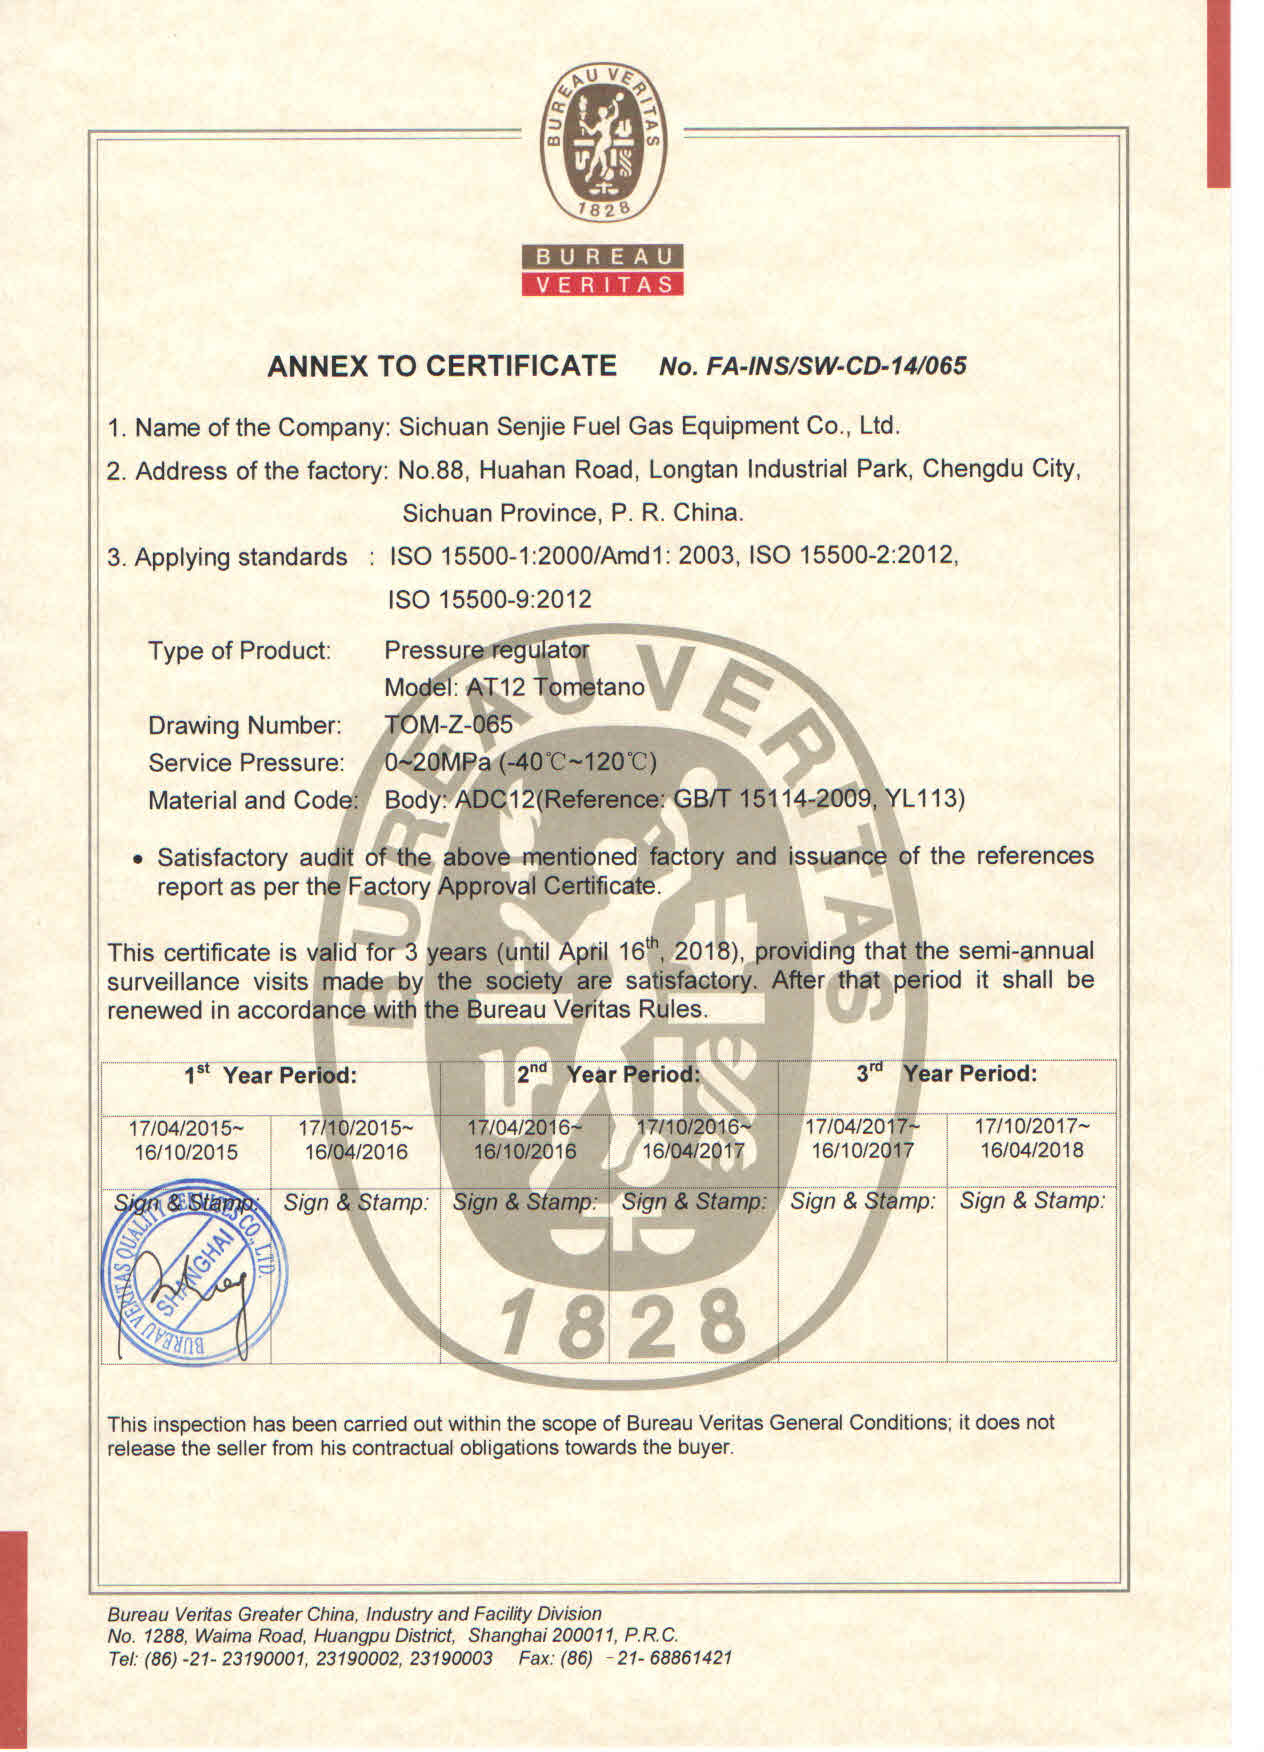 BUREAU VERITAS
1828
BUREAU
VERITAS
ANNEX TO CERTIFICATE No. FA-INS/SW-CD-14/065
1. Name of the Company: Sichuan Senjie Fuel Gas Equipment Co., Ltd.
2. Address of the factory: No.88, Huahan Road, Longtan Industrial Park, Chengdu City,
Sichuan Province, P. R. China.
3. Applying standards : ISO 15500-1:2000/Amd1: 2003, ISO 15500-2:2012,
ISO 15500-9:2012
Type of Product: Pressure regulator
Model: AT12 Tometano
Drawing Number: TOM-Z-065
Service Pressure: 0~20MPa (-40℃~120℃)
Material and Code: Body: ADC12(Reference: GB/T 15114-2009, YL113)
• Satisfactory audit of the above mentioned factory and issuance of the references
report as per the Factory Approval Certificate.
This certificate is valid for 3 years (until April 16th, 2018), providing that the semi-annual
surveillance visits made by the society are satisfactory. After that period it shall be
renewed in accordance with the Bureau Veritas Rules.
1st Year Period: 2nd Year Period: 3rd Year Period:
17/04/2015~ 17/10/2015~ 17/04/2016~ 17/10/2016~ 17/04/2017~ 17/10/2017~
16/10/2015 16/04/2016 16/10/2016 16/04/2017 16/10/2017 16/04/2018
Sign & Stamp: Sign & Stamp: Sign & Stamp: Sign & Stamp: Sign & Stamp: Sign & Stamp:
BUREAU VERITAS QUALITY SERVICES CO., LTD.
SHANGHAI
BUREAU VERITAS
1828
This inspection has been carried out within the scope of Bureau Veritas General Conditions; it does not
release the seller from his contractual obligations towards the buyer.
Bureau Veritas Greater China, Industry and Facility Division
No. 1288, Waima Road, Huangpu District, Shanghai 200011, P.R.C.
Tel: (86) -21- 23190001, 23190002, 23190003 Fax: (86) -21- 68861421